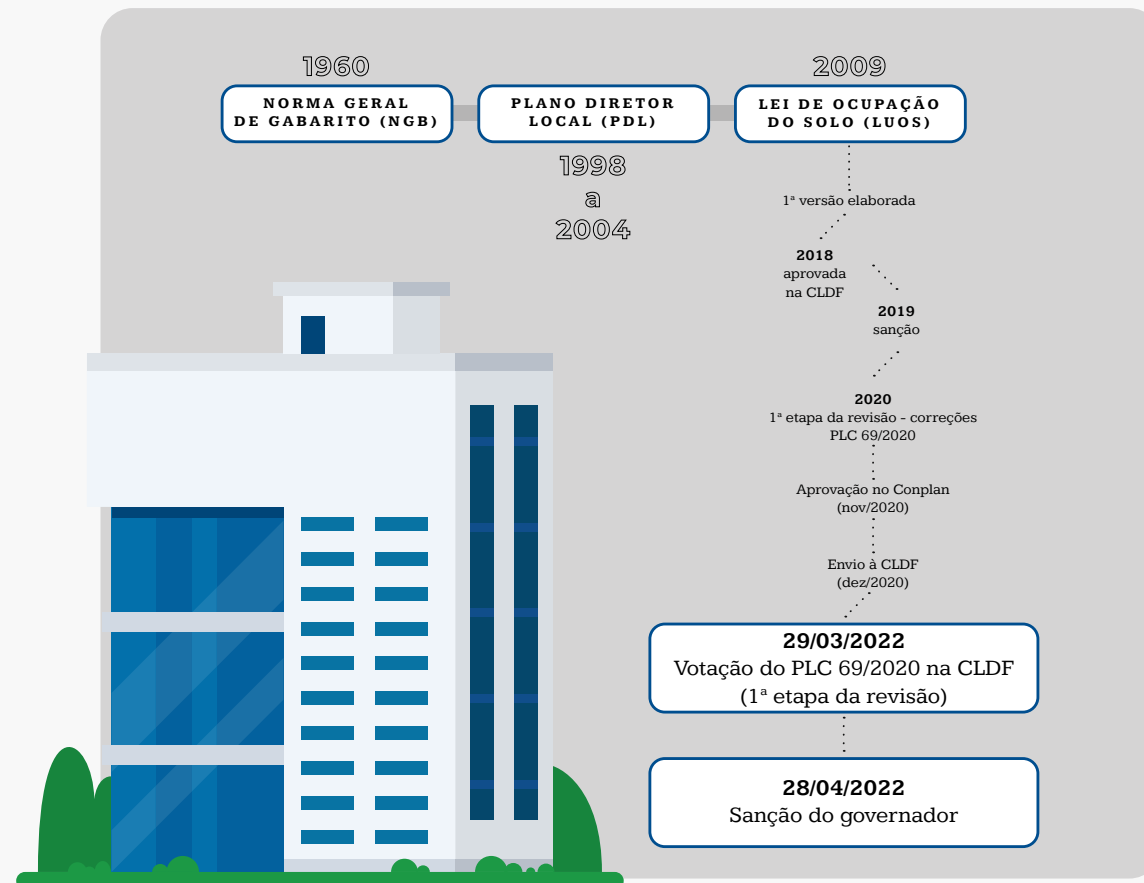 1960
NORMA GERAL
DE GABARITO (NGB)
PLANO DIRETOR
LOCAL (PDL)
1998
a
2004
2009
LEI DE OCUPAÇÃO
DO SOLO (LUOS)
1ª versão elaborada
2018
aprovada
na CLDF
2019
sanção
2020
1ª etapa da revisão - correções
PLC 69/2020
Aprovação no Conplan
(nov/2020)
Envio à CLDF
(dez/2020)
29/03/2022
Votação do PLC 69/2020 na CLDF
(1ª etapa da revisão)
28/04/2022
Sanção do governador